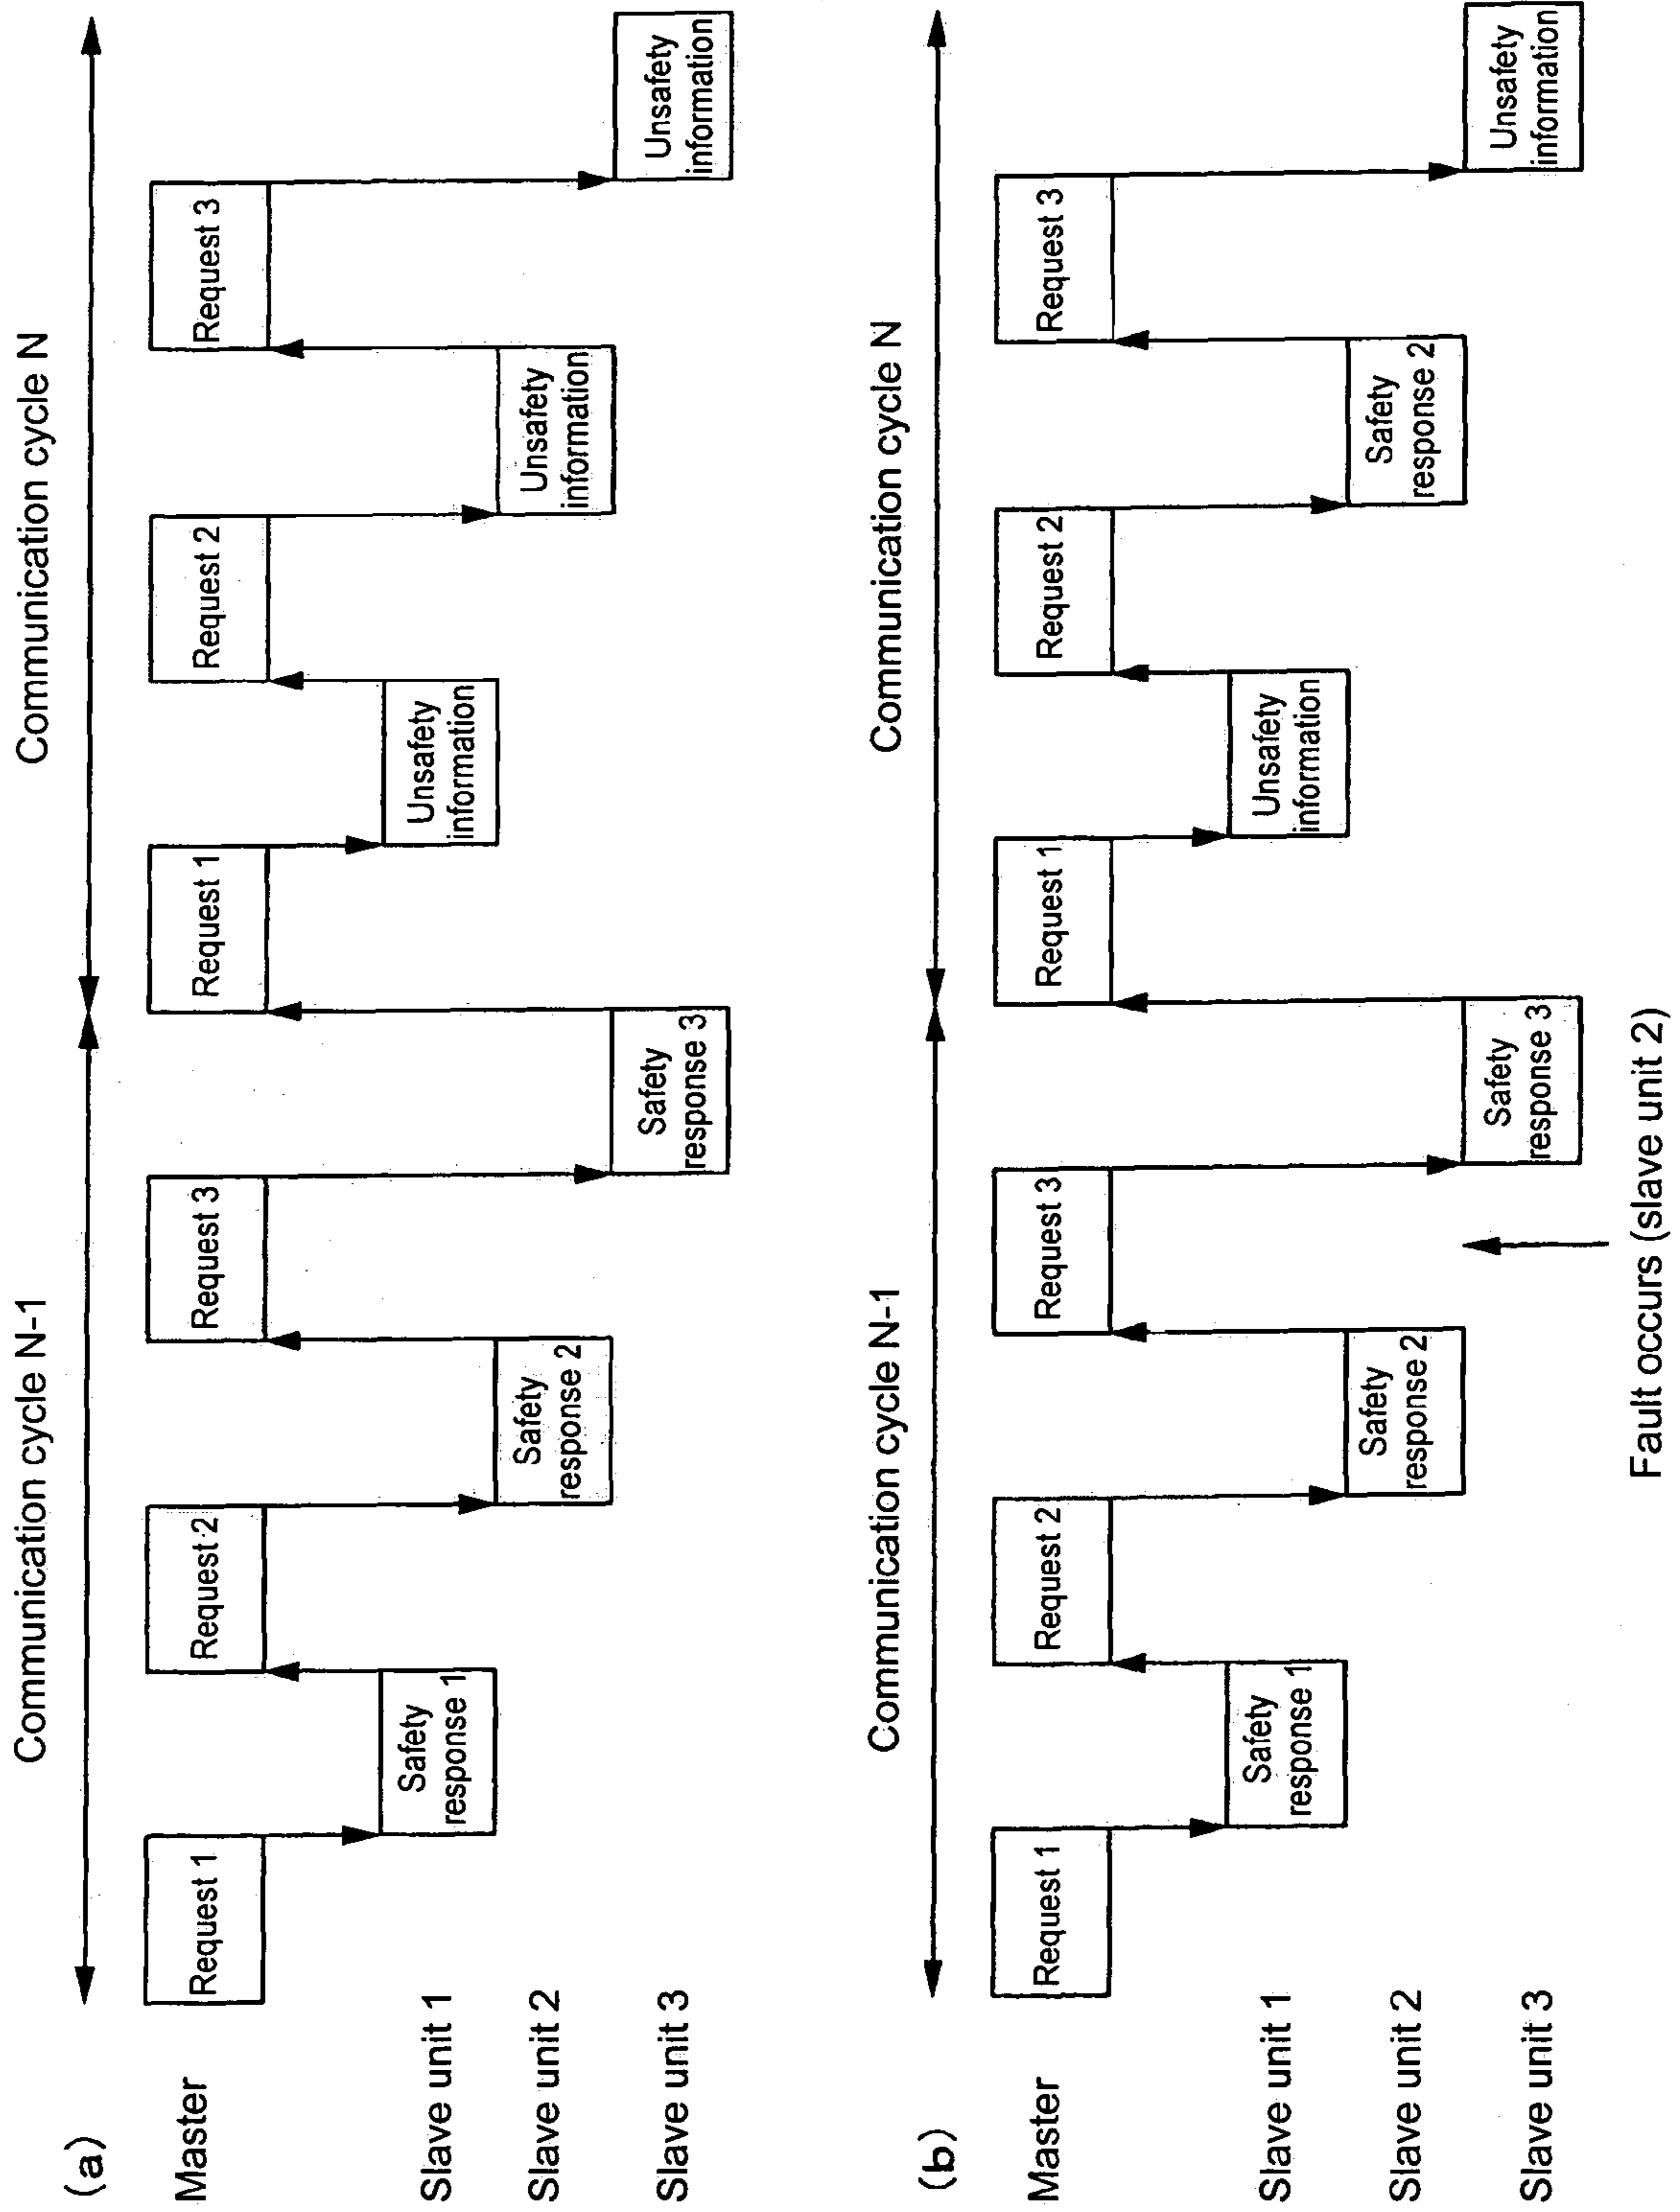 (a)
Communication cycle N-1
Communication cycle N
Master
Request 1
Request 2
Request 3
Request 1
Request 2
Request 3
Slave unit 1
Safety
response 1
Unsafety
information
Slave unit 2
Safety
response 2
Unsafety
information
Slave unit 3
Safety
response 3
Unsafety
information
(b)
Communication cycle N-1
Communication cycle N
Master
Request 1
Request 2
Request 3
Request 1
Request 2
Request 3
Slave unit 1
Safety
response 1
Unsafety
information
Slave unit 2
Safety
response 2
Safety
response 2
Slave unit 3
Safety
response 3
Unsafety
information
Fault occurs (slave unit 2)